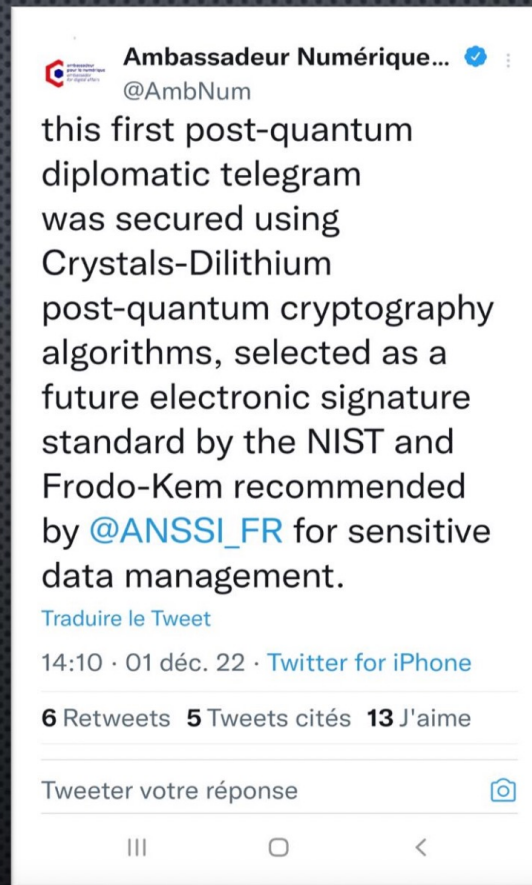 Ambassadeur Numérique...
@AmbNum
this first post-quantum
diplomatic telegram
was secured using
Crystals-Dilithium
post-quantum cryptography
algorithms, selected as a
future electronic signature
standard by the NIST and
Frodo-Kem recommended
by @ANSSI_FR for sensitive
data management.
Traduire le Tweet
14:10 · 01 déc. 22 · Twitter for iPhone
6 Retweets 5 Tweets cités 13 J'aime
Tweeter votre réponse